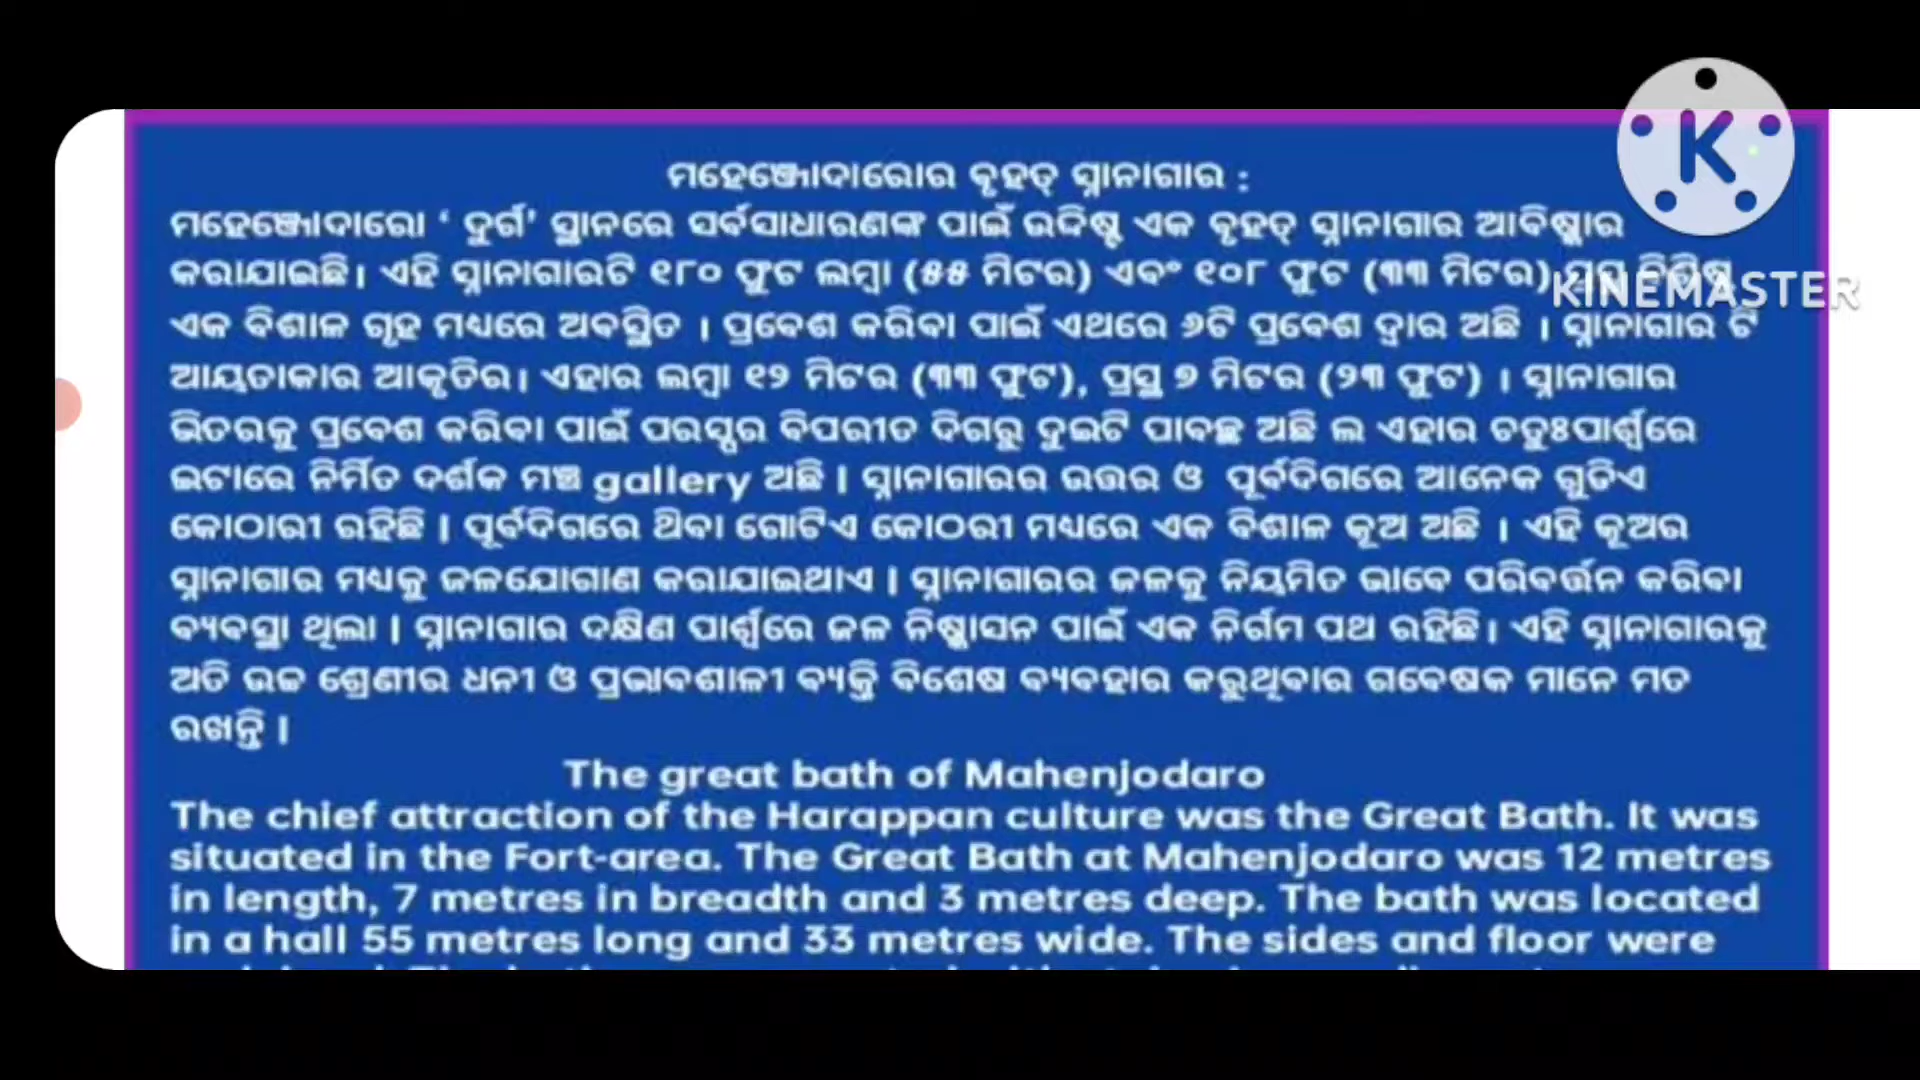 ମହେଞ୍ଜୋଦାରୋର ବୃହତ୍ ସ୍ନାନାଗାର :
ମହେଞ୍ଜୋଦାରୋ ‘ ଦୁର୍ଗ’ ସ୍ଥାନରେ ସର୍ବସାଧାରଣଙ୍କ ପାଇଁ ଉଦ୍ଦିଷ୍ଟ ଏକ ବୃହତ୍ ସ୍ନାନାଗାର ଆବିଷ୍କାର
କରାଯାଇଛି। ଏହି ସ୍ନାନାଗାରଟି ୧୮୦ ଫୁଟ ଲମ୍ବା (୫୫ ମିଟର) ଏବଂ ୧୦୮ ଫୁଟ (୩୩ ମିଟର)
ଏକ ବିଶାଳ ଗୃହ ମଧ୍ୟରେ ଅବସ୍ଥିତ । ପ୍ରବେଶ କରିବା ପାଇଁ ଏଥରେ ୬ଟି ପ୍ରବେଶ ଦ୍ୱାର ଅଛି । ସ୍ନାନାଗାର ଟି
ଆୟତାକାର ଆକୃତିର। ଏହାର ଲମ୍ବା ୧୨ ମିଟର (୩୩ ଫୁଟ), ପ୍ରସ୍ଥ ୭ ମିଟର (୨୩ ଫୁଟ) । ସ୍ନାନାଗାର
ଭିତରକୁ ପ୍ରବେଶ କରିବା ପାଇଁ ପରସ୍ପର ବିପରୀତ ଦିଗରୁ ଦୁଇଟି ପାବଚ୍ଛ ଅଛି ଲ ଏହାର ଚତୁଃପାର୍ଶ୍ୱରେ
ଇଟାରେ ନିର୍ମିତ ଦର୍ଶକ ମଞ୍ଚ gallery ଅଛି । ସ୍ନାନାଗାରର ଉତ୍ତର ଓ ପୂର୍ବଦିଗରେ ଆନେକ ଗୁଡିଏ
କୋଠାରୀ ରହିଛି । ପୂର୍ବଦିଗରେ ଥିବା ଗୋଟିଏ କୋଠରୀ ମଧ୍ୟରେ ଏକ ବିଶାଳ କୂଅ ଅଛି । ଏହି କୂଅର
ସ୍ନାନାଗାର ମଧ୍ୟକୁ ଜଳଯୋଗାଣ କରାଯାଇଥାଏ । ସ୍ନାନାଗାରର ଜଳକୁ ନିୟମିତ ଭାବେ ପରିବର୍ତ୍ତନ କରିବା
ବ୍ୟବସ୍ଥା ଥିଲା । ସ୍ନାନାଗାର ଦକ୍ଷିଣ ପାର୍ଶ୍ୱରେ ଜଳ ନିଷ୍କାସନ ପାଇଁ ଏକ ନିର୍ଗମ ପଥ ରହିଛି। ଏହି ସ୍ନାନାଗାରକୁ
ଅତି ଉଚ୍ଚ ଶ୍ରେଣୀର ଧନୀ ଓ ପ୍ରଭାବଶାଳୀ ବ୍ୟକ୍ତି ବିଶେଷ ବ୍ୟବହାର କରୁଥିବାର ଗବେଷକ ମାନେ ମତ
ରଖନ୍ତି ।
The great bath of Mahenjodaro
The chief attraction of the Harappan culture was the Great Bath. It was
situated in the Fort-area. The Great Bath at Mahenjodaro was 12 metres
in length, 7 metres in breadth and 3 metres deep. The bath was located
in a hall 55 metres long and 33 metres wide. The sides and floor were
K
KINEMASTER